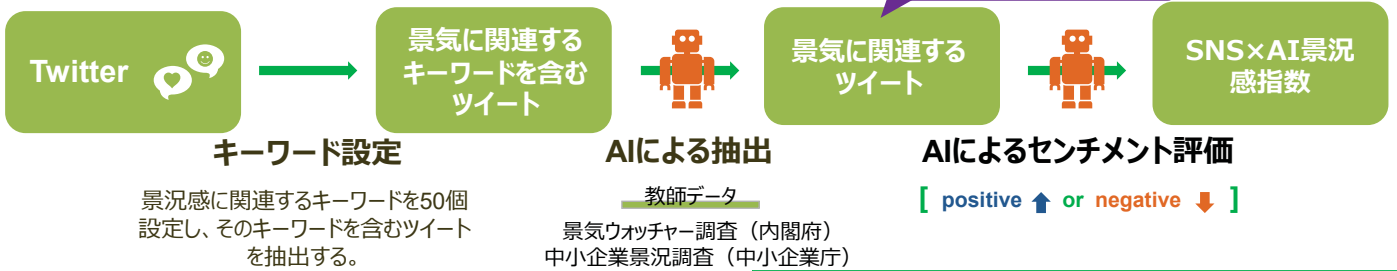 Twitter
景気に関連する
キーワードを含む
ツイート
景気に関連する
ツイート
SNS×AI景況
感指数
キーワード設定
景況感に関連するキーワードを50個
設定し、そのキーワードを含むツイート
を抽出する。
AIによる抽出
教師データ
景気ウォッチャー調査（内閣府）
中小企業景況調査（中小企業庁）
AIによるセンチメント評価
[ positive ↑ or negative ↓ ]